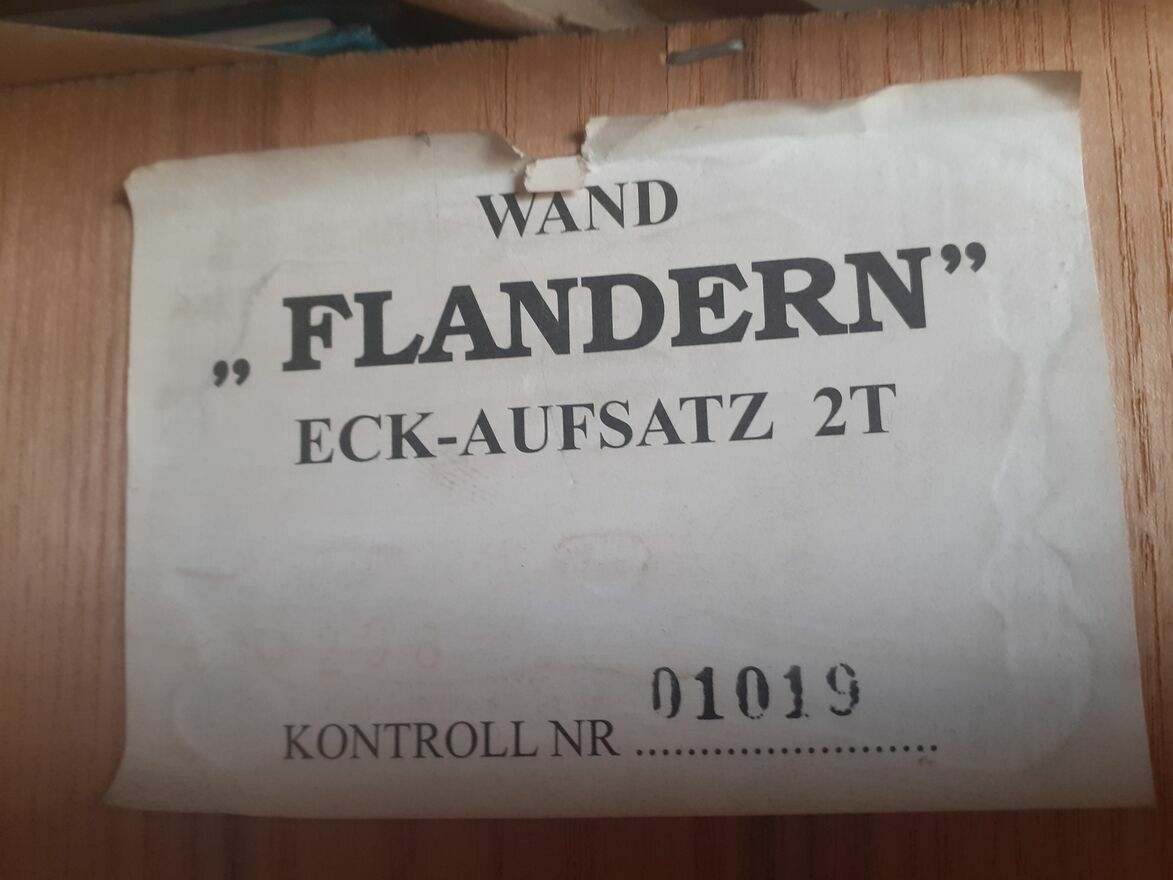 WAND
„FLANDERN”
ECK-AUFSATZ 2T
01019
KONTROLL NR ........................